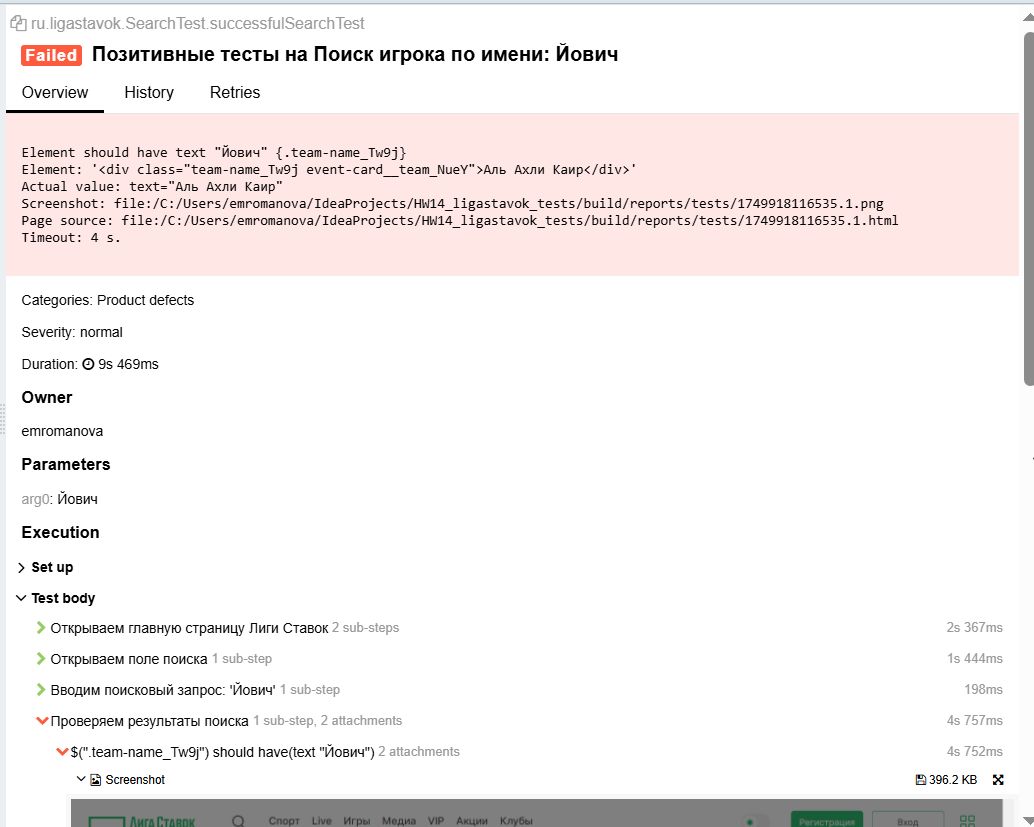 ru.ligastavok.SearchTest.successfulSearchTest
Failed Позитивные тесты на Поиск игрока по имени: Йович
Overview History Retries
Element should have text "Йович" {.team-name_Tw9j}
Element: '<div class="team-name_Tw9j event-card__team_NueY">Аль Ахли Каир</div>'
Actual value: text="Аль Ахли Каир"
Screenshot: file:/C:/Users/emromanova/IdeaProjects/HW14_ligastavok_tests/build/reports/tests/1749918116535.1.png
Page source: file:/C:/Users/emromanova/IdeaProjects/HW14_ligastavok_tests/build/reports/tests/1749918116535.1.html
Timeout: 4 s.
Categories: Product defects
Severity: normal
Duration: 9s 469ms
Owner
emromanova
Parameters
arg0: Йович
Execution
Set up
Test body
Открываем главную страницу Лиги Ставок 2 sub-steps 2s 367ms
Открываем поле поиска 1 sub-step 1s 444ms
Вводим поисковый запрос: 'Йович' 1 sub-step 198ms
Проверяем результаты поиска 1 sub-step, 2 attachments 4s 757ms
$(".team-name_Tw9j") should have(text "Йович") 2 attachments 4s 752ms
Screenshot 396.2 KB
ЛИГА СТАВОК Спорт Live Игры Медиа VIP Акции Клубы Регистрация Вход